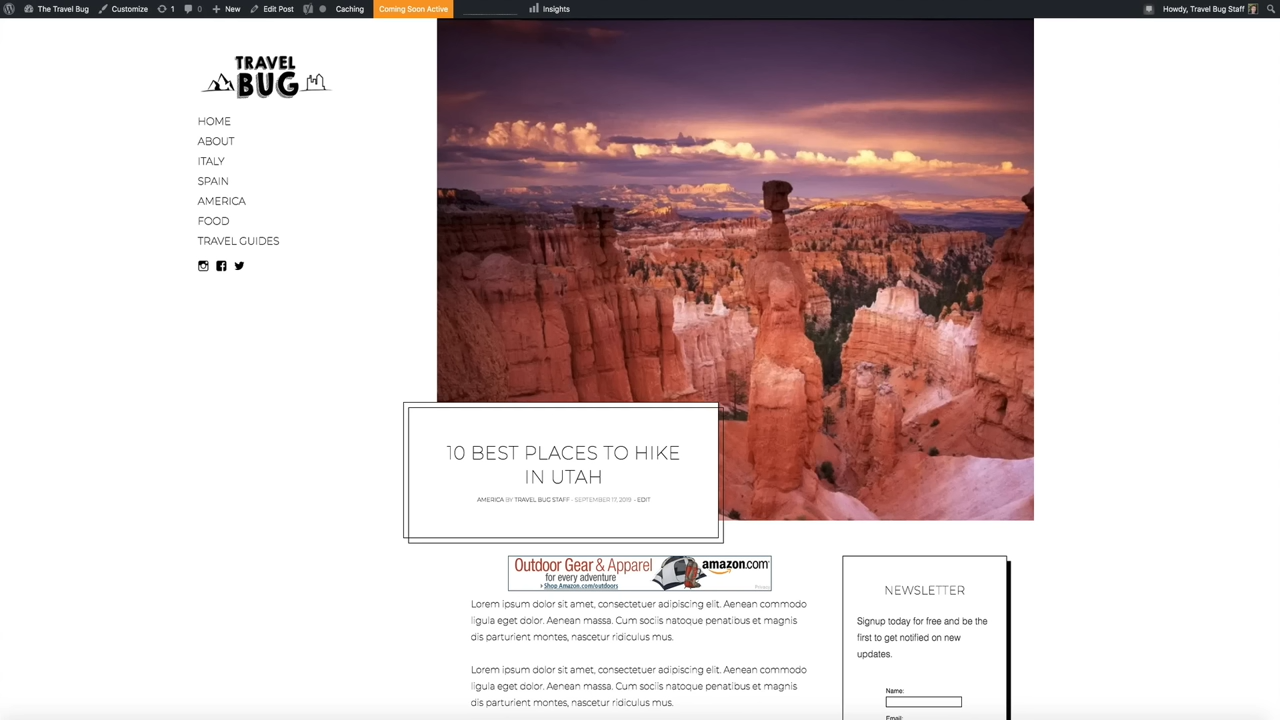 The Travel Bug Customize 1 0 New Edit Post Caching Coming Soon Active Insights Howdy, Travel Bug Staff
TRAVEL
BUG
HOME
ABOUT
ITALY
SPAIN
AMERICA
FOOD
TRAVEL GUIDES
10 BEST PLACES TO HIKE
IN UTAH
AMERICA BY TRAVEL BUG STAFF - SEPTEMBER 17, 2019 - EDIT
Outdoor Gear & Apparel
for every adventure
Shop Amazon.com/outdoors
amazon.com
Privacy
Lorem ipsum dolor sit amet, consectetuer adipiscing elit. Aenean commodo
ligula eget dolor. Aenean massa. Cum sociis natoque penatibus et magnis
dis parturient montes, nascetur ridiculus mus.
Lorem ipsum dolor sit amet, consectetuer adipiscing elit. Aenean commodo
ligula eget dolor. Aenean massa. Cum sociis natoque penatibus et magnis
dis parturient montes, nascetur ridiculus mus.
NEWSLETTER
Signup today for free and be the
first to get notified on new
updates.
Name:
Email: